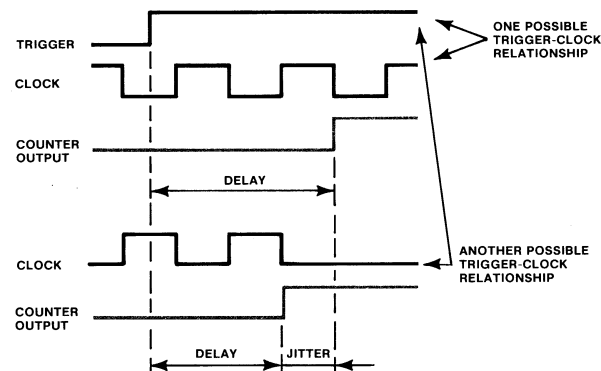 ONE POSSIBLE
TRIGGER-CLOCK
RELATIONSHIP
TRIGGER
CLOCK
COUNTER
OUTPUT
DELAY
CLOCK
ANOTHER POSSIBLE
TRIGGER-CLOCK
RELATIONSHIP
COUNTER
OUTPUT
DELAY
JITTER